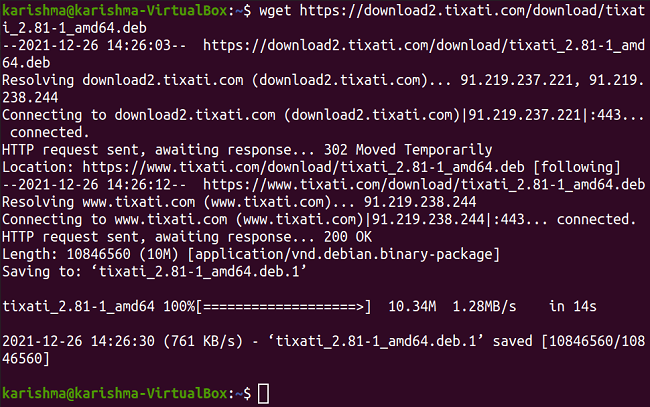 karishma@karishma-VirtualBox:~$ wget https://download2.tixati.com/download/tixat
i_2.81-1_amd64.deb
--2021-12-26 14:26:03--  https://download2.tixati.com/download/tixati_2.81-1_amd
64.deb
Resolving download2.tixati.com (download2.tixati.com)... 91.219.237.221, 91.219.
238.244
Connecting to download2.tixati.com (download2.tixati.com)|91.219.237.221|:443...
 connected.
HTTP request sent, awaiting response... 302 Moved Temporarily
Location: https://www.tixati.com/download/tixati_2.81-1_amd64.deb [following]
--2021-12-26 14:26:12--  https://www.tixati.com/download/tixati_2.81-1_amd64.deb
Resolving www.tixati.com (www.tixati.com)... 91.219.238.244
Connecting to www.tixati.com (www.tixati.com)|91.219.238.244|:443... connected.
HTTP request sent, awaiting response... 200 OK
Length: 10846560 (10M) [application/vnd.debian.binary-package]
Saving to: ‘tixati_2.81-1_amd64.deb.1’
tixati_2.81-1_amd64 100%[===================>]  10.34M  1.28MB/s    in 14s
2021-12-26 14:26:30 (761 KB/s) - ‘tixati_2.81-1_amd64.deb.1’ saved [10846560/108
46560]
karishma@karishma-VirtualBox:~$